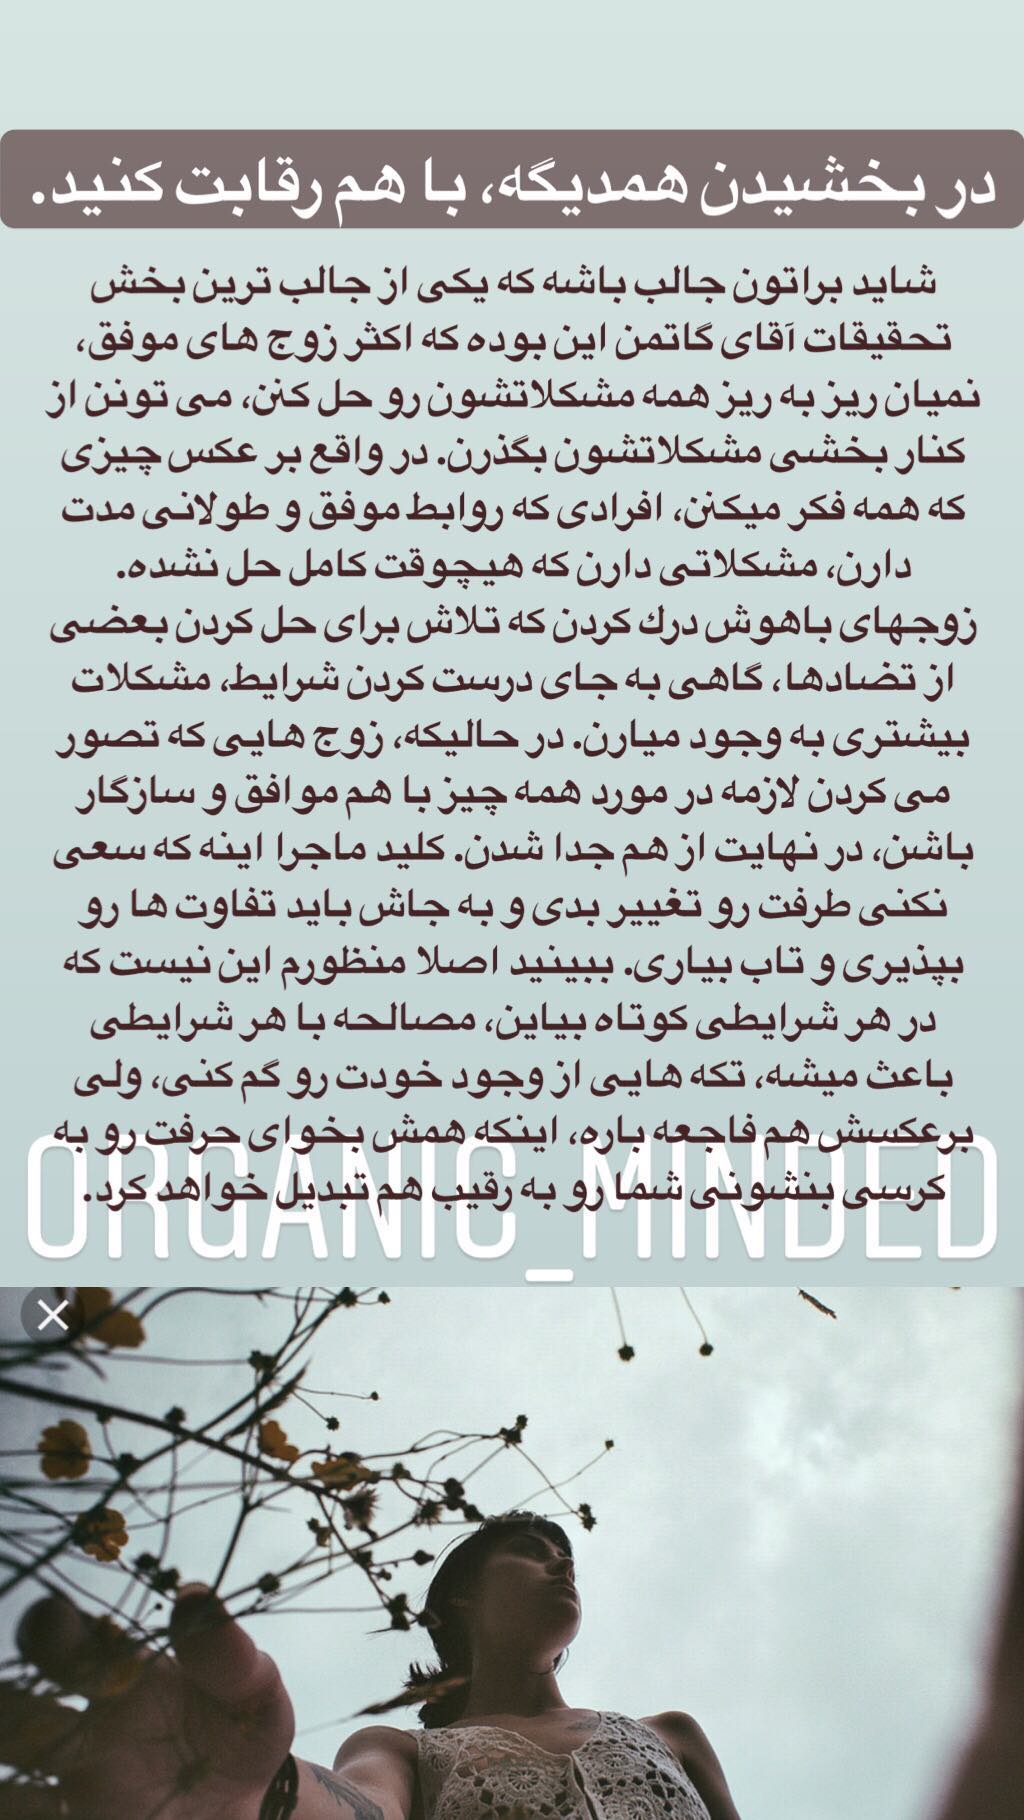 در بخشیدن همدیگه، با هم رقابت کنید.
شاید براتون جالب باشه که یکی از جالب ترین بخش
تحقیقات آقای گاتمن این بوده که اکثر زوج های موفق،
نمیان ریز به ریز همه مشکلاتشون رو حل کنن، می تونن از
کنار بخشی مشکلاتشون بگذرن. در واقع بر عکس چیزی
که همه فکر میکنن، افرادی که روابط موفق و طولانی مدت
دارن، مشکلاتی دارن که هیچوقت کامل حل نشده.
زوجهای باهوش درك کردن که تلاش برای حل کردن بعضی
از تضادها، گاهی به جای درست کردن شرایط، مشکلات
بیشتری به وجود میارن. در حالیکه، زوج هایی که تصور
می کردن لازمه در مورد همه چیز با هم موافق و سازگار
باشن، در نهایت از هم جدا شدن. کلید ماجرا اینه که سعی
نکنی طرفت رو تغییر بدی و به جاش باید تفاوت ها رو
بپذیری و تاب بیاری. ببینید اصلا منظورم این نیست که
در هر شرایطی کوتاه بیاین، مصالحه با هر شرایطی
باعث میشه، تکه هایی از وجود خودت رو گم کنی، ولی
برعکسش هم فاجعه باره، اینکه همش بخوای حرفت رو به
کرسی بنشونی شما رو به رقیب هم تبدیل خواهد کرد.
ORGANIC_MINDED